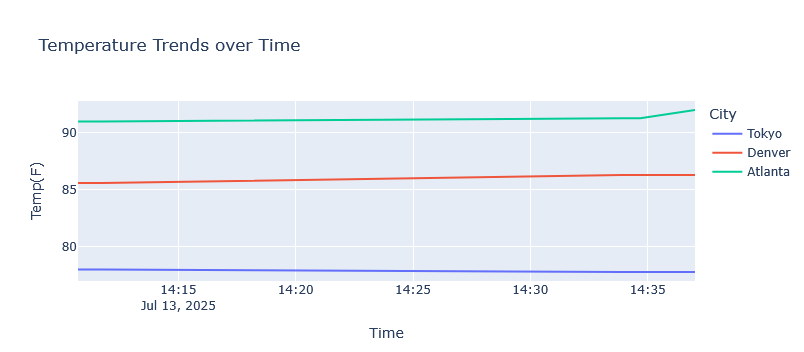 Temperature Trends over Time
City
Tokyo
Denver
Atlanta
Temp(F)
90
85
80
14:15
14:20
14:25
14:30
14:35
Jul 13, 2025
Time